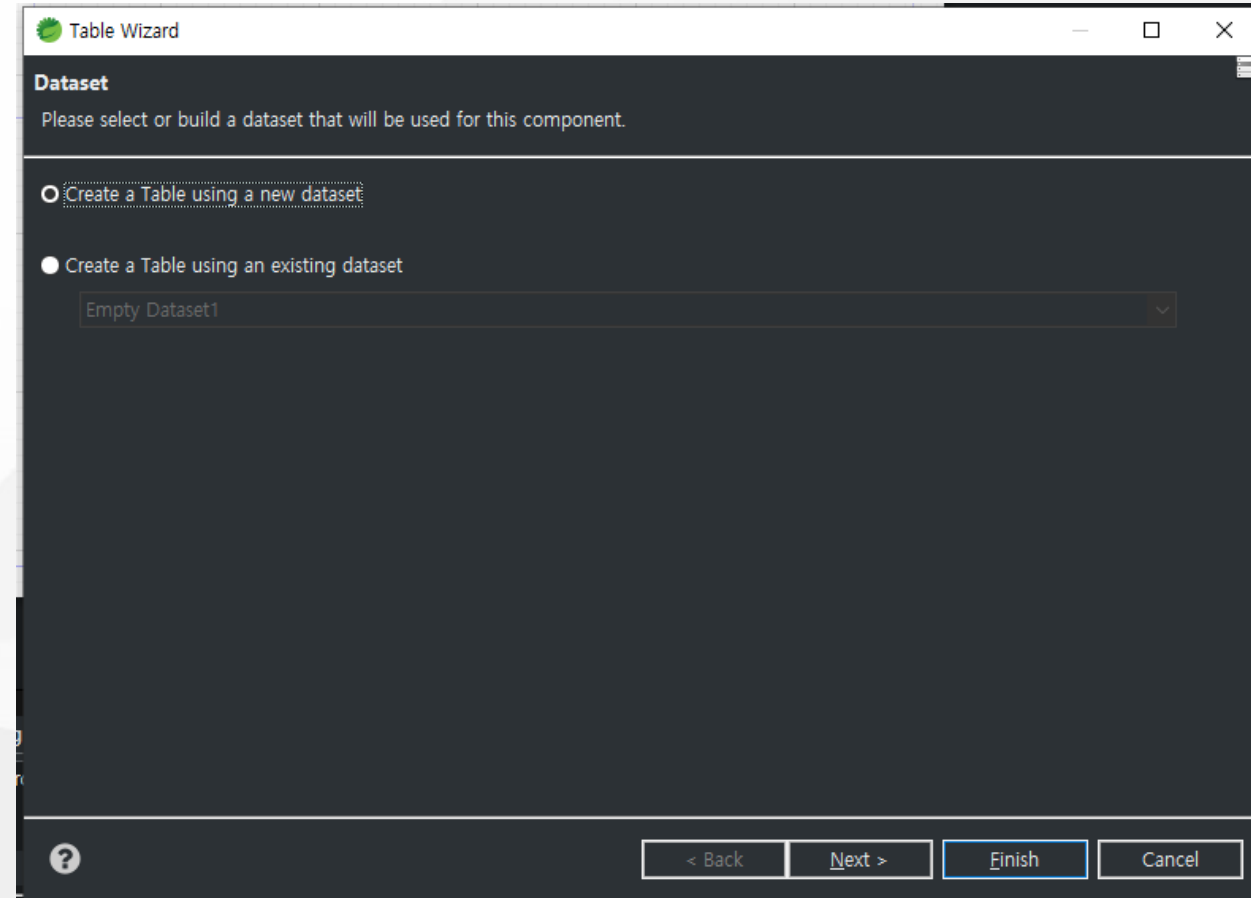 Table Wizard
Dataset
Please select or build a dataset that will be used for this component.
Create a Table using a new dataset
Create a Table using an existing dataset
Empty Dataset1
< Back
Next >
Finish
Cancel